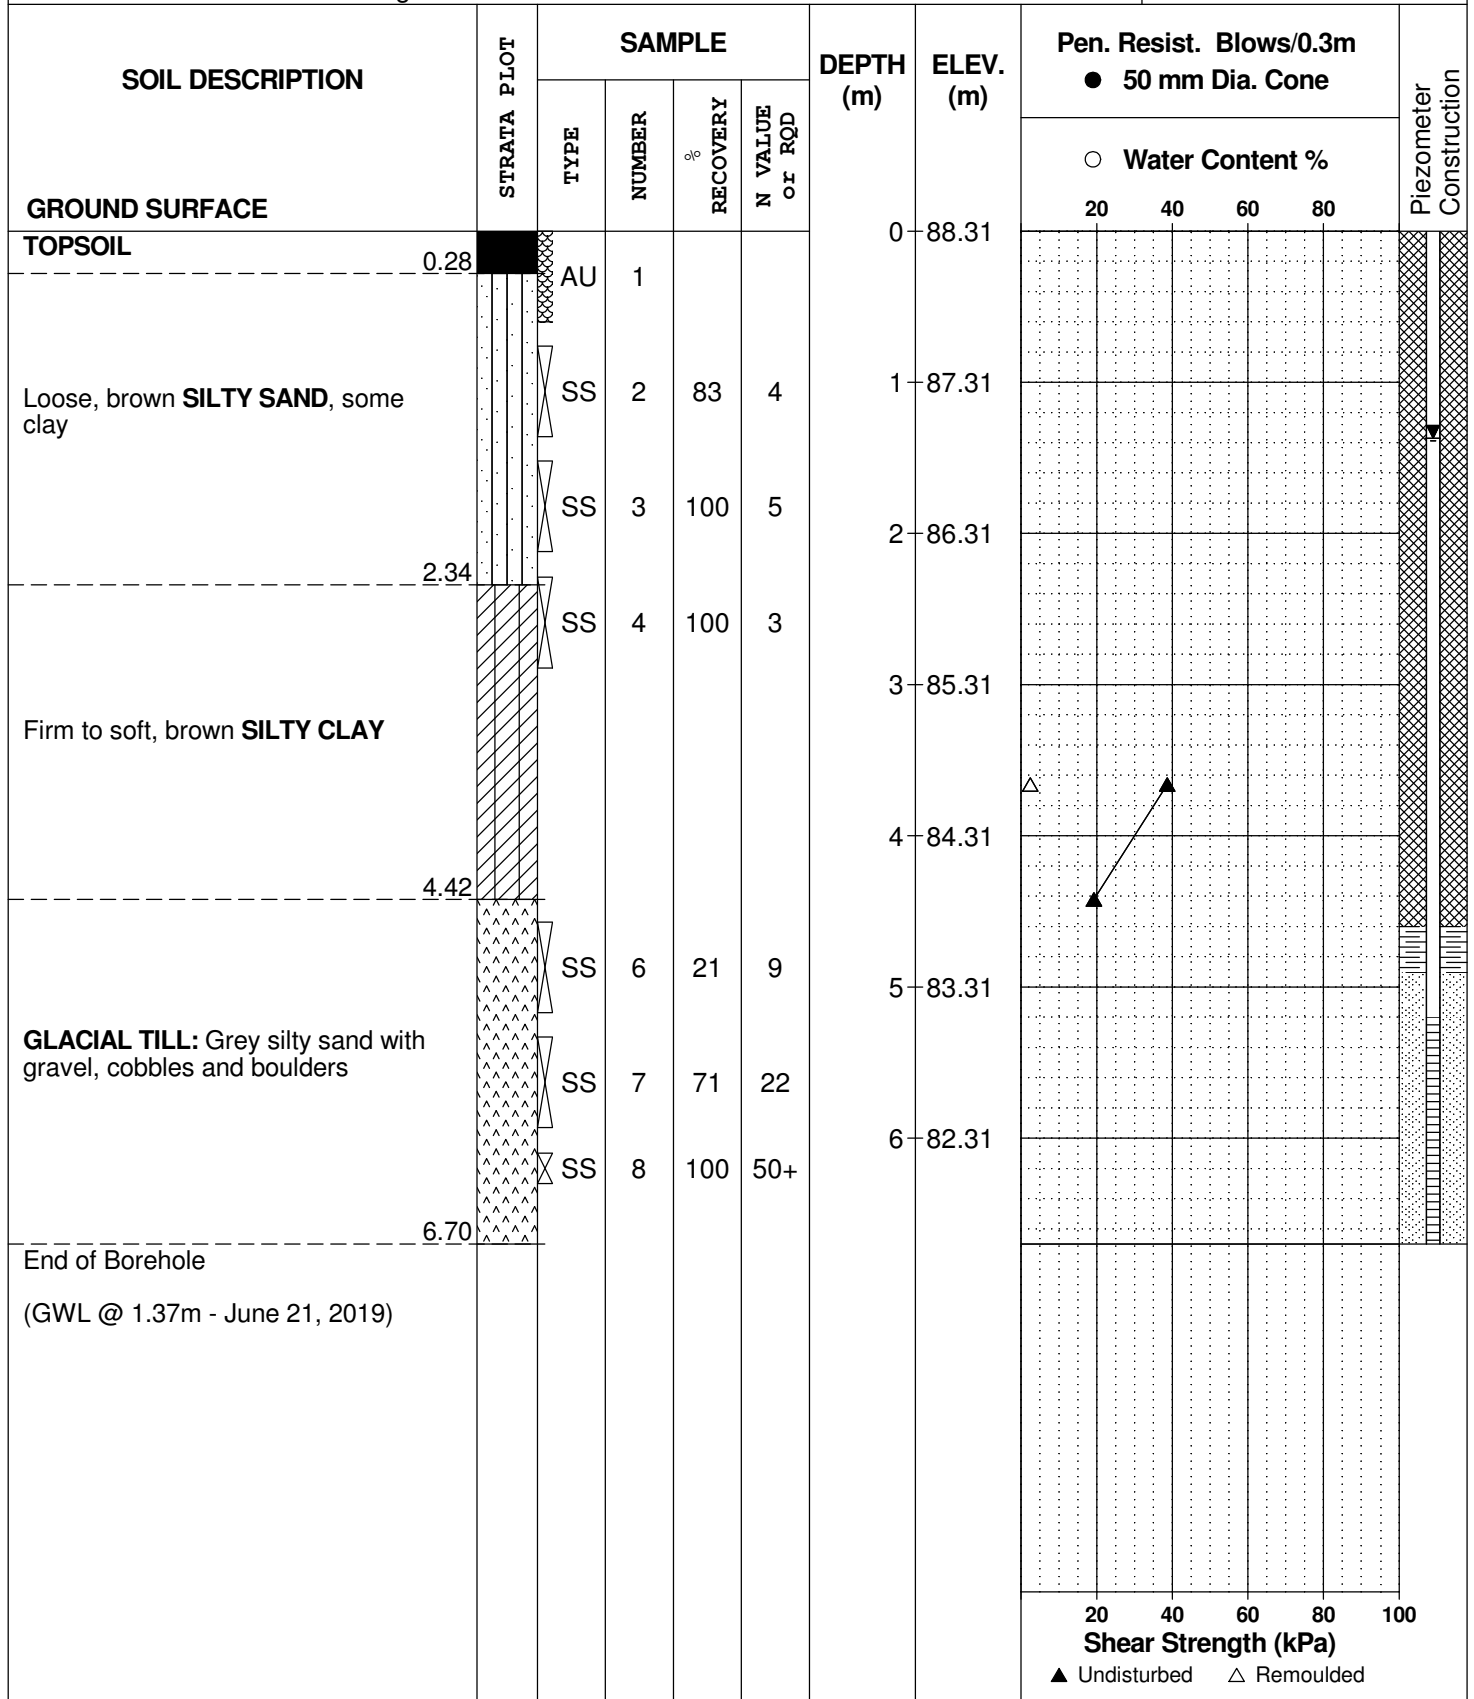 SOIL DESCRIPTION
GROUND SURFACE
STRATA PLOT
SAMPLE
TYPE
NUMBER
%
RECOVERY
N VALUE
or RQD
DEPTH
(m)
ELEV.
(m)
Pen. Resist. Blows/0.3m
● 50 mm Dia. Cone
○ Water Content %
20 40 60 80
Piezometer
Construction
0 88.31
TOPSOIL
0.28
AU 1
Loose, brown SILTY SAND, some
clay
SS 2 83 4
1 87.31
SS 3 100 5
2 86.31
2.34
SS 4 100 3
3 85.31
Firm to soft, brown SILTY CLAY
4 84.31
4.42
SS 6 21 9
5 83.31
GLACIAL TILL: Grey silty sand with
gravel, cobbles and boulders
SS 7 71 22
6 82.31
SS 8 100 50+
6.70
End of Borehole
(GWL @ 1.37m - June 21, 2019)
20 40 60 80 100
Shear Strength (kPa)
▲ Undisturbed △ Remoulded